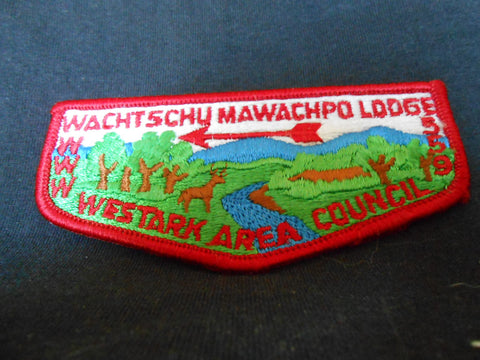 WACHTSCHU MAWACHPO LODGE
WWW
559
WESTARK AREA COUNCIL